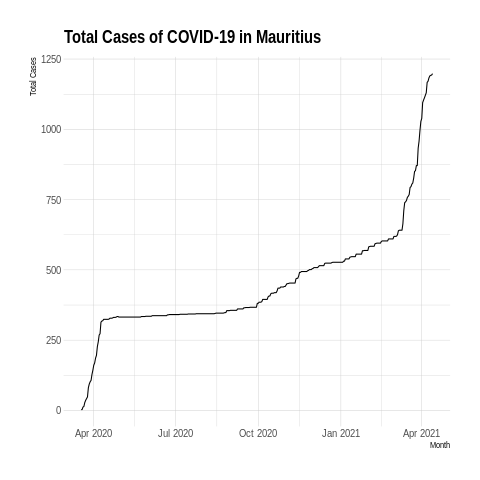 Total Cases of COVID-19 in Mauritius
Total Cases
1250
1000
750
500
250
0
Apr 2020 Jul 2020 Oct 2020 Jan 2021 Apr 2021
Month